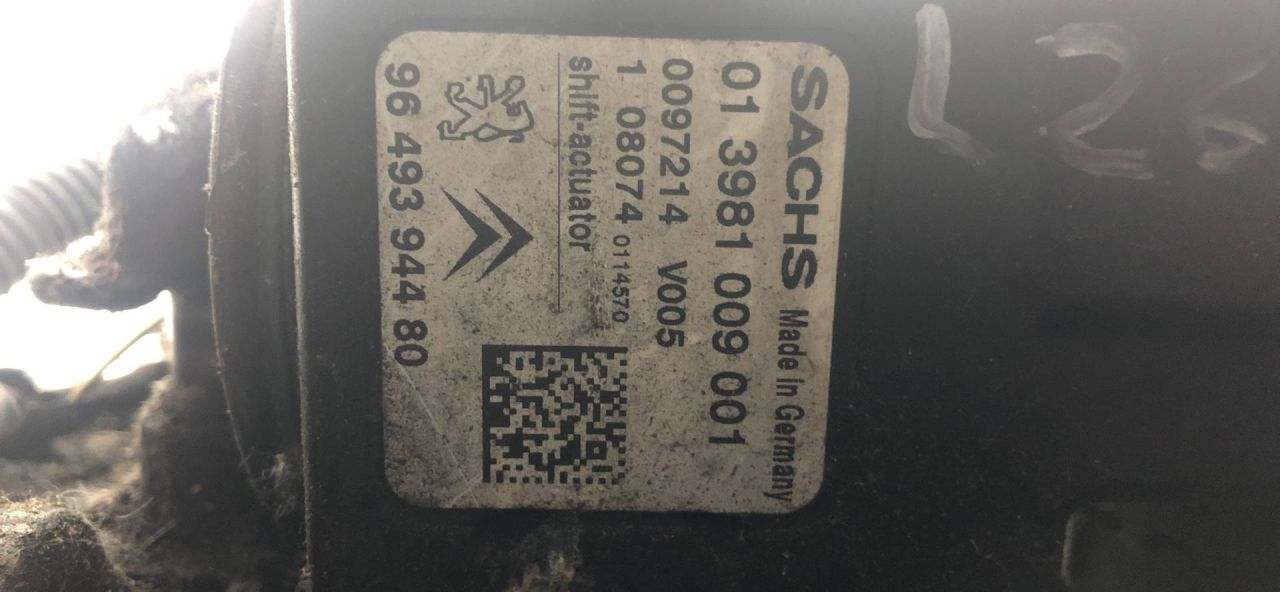 SACHS Made in Germany
01 3981 009 001
0097214 V005
1 08074 0114570
shift-actuator
96 493 944 80
L26